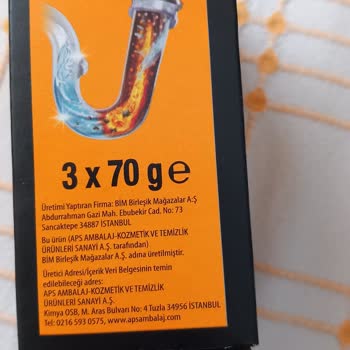 3 x 70 g ℮
Üretimi Yaptıran Firma: BİM Birleşik Mağazalar A.Ş
Abdurrahman Gazi Mah. Ebubekir Cad. No: 73
Sancaktepe 34887 İSTANBUL
Bu ürün (APS AMBALAJ-KOZMETİK VE TEMİZLİK
ÜRÜNLERİ SANAYİ A.Ş. tarafından)
BİM Birleşik Mağazalar A.Ş. adına üretilmiştir.
Üretici Adresi/İçerik Veri Belgesinin temin
edilebileceği adres:
APS AMBALAJ-KOZMETİK VE TEMİZLİK
ÜRÜNLERİ SANAYİ A.Ş.
Kimya OSB, M. Aras Bulvarı No: 4 Tuzla 34956 İSTANBUL
Tel: 0216 593 0575, www.apsambalaj.com